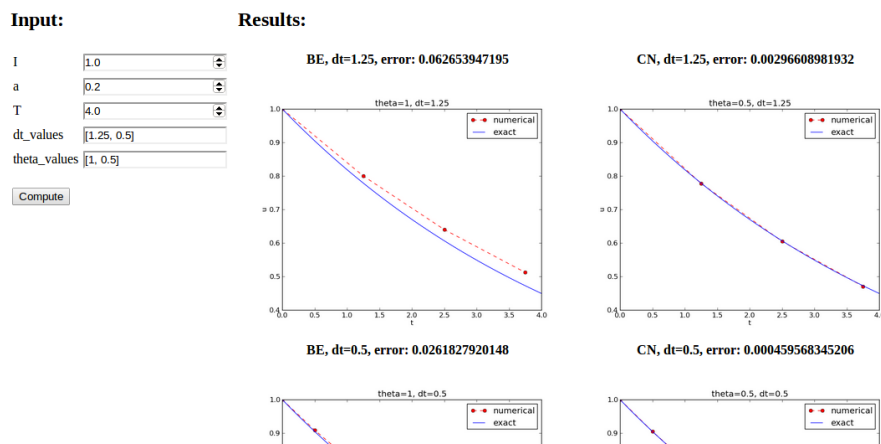 Input:
Results:
I 1.0
a 0.2
T 4.0
dt_values [1.25, 0.5]
theta_values [1, 0.5]
Compute
BE, dt=1.25, error: 0.062653947195
theta=1, dt=1.25
numerical
exact
1.0
0.9
0.8
0.7
0.6
0.5
0.4
u
0.0 0.5 1.0 1.5 2.0 2.5 3.0 3.5 4.0
t
CN, dt=1.25, error: 0.00296608981932
theta=0.5, dt=1.25
numerical
exact
1.0
0.9
0.8
0.7
0.6
0.5
0.4
u
0.0 0.5 1.0 1.5 2.0 2.5 3.0 3.5 4.0
t
BE, dt=0.5, error: 0.0261827920148
theta=1, dt=0.5
numerical
exact
1.0
0.9
CN, dt=0.5, error: 0.000459568345206
theta=0.5, dt=0.5
numerical
exact
1.0
0.9